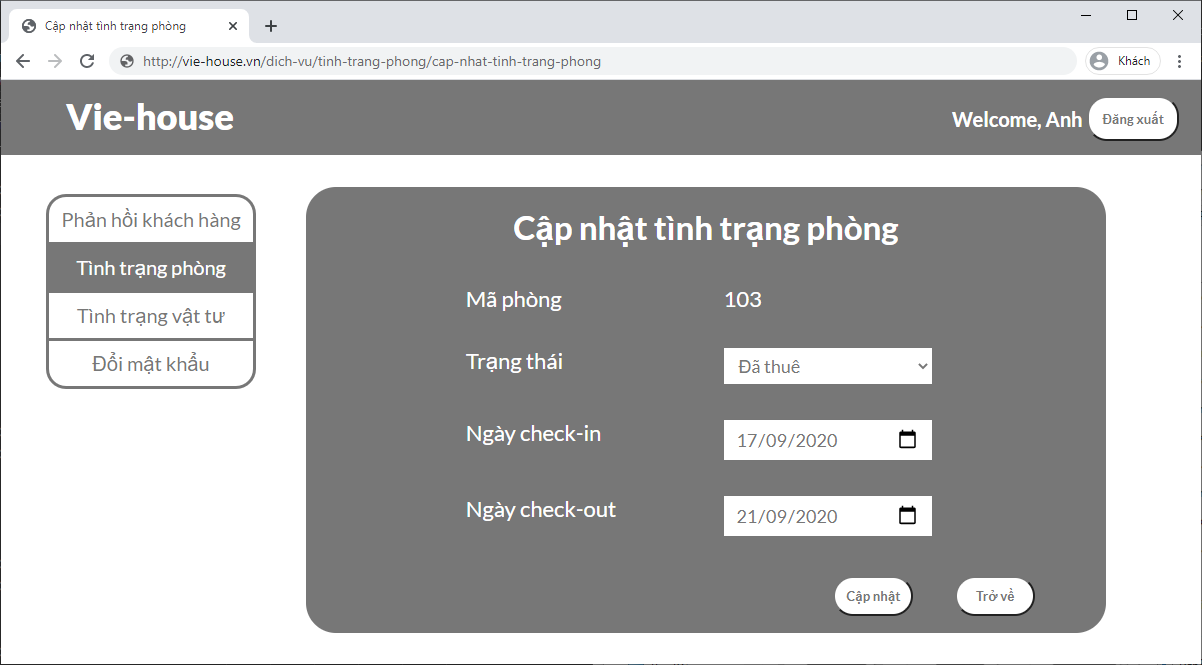 Cập nhật tình trạng phòng
http://vie-house.vn/dich-vu/tinh-trang-phong/cap-nhat-tinh-trang-phong
Khách
Vie-house
Welcome, Anh
Đăng xuất
Phản hồi khách hàng
Tình trạng phòng
Tình trạng vật tư
Đổi mật khẩu
Cập nhật tình trạng phòng
Mã phòng 103
Trạng thái Đã thuê
Ngày check-in 17/09/2020
Ngày check-out 21/09/2020
Cập nhật Trở về